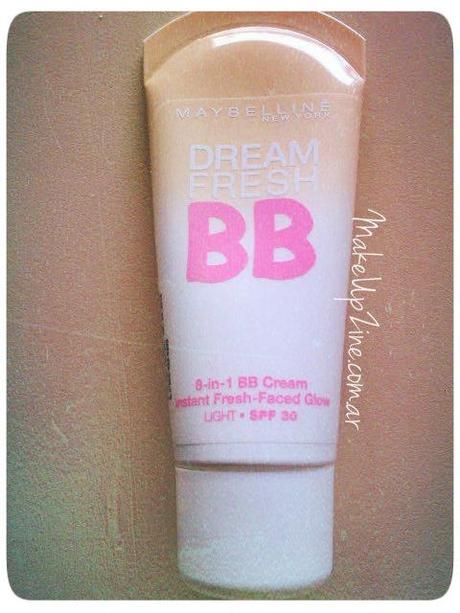 MAYBELLINE
NEW YORK
DREAM
FRESH
BB
8-in-1 BB Cream
Instant Fresh-Faced Glow
LIGHT • SPF 30
MakeUpZine.com.ar